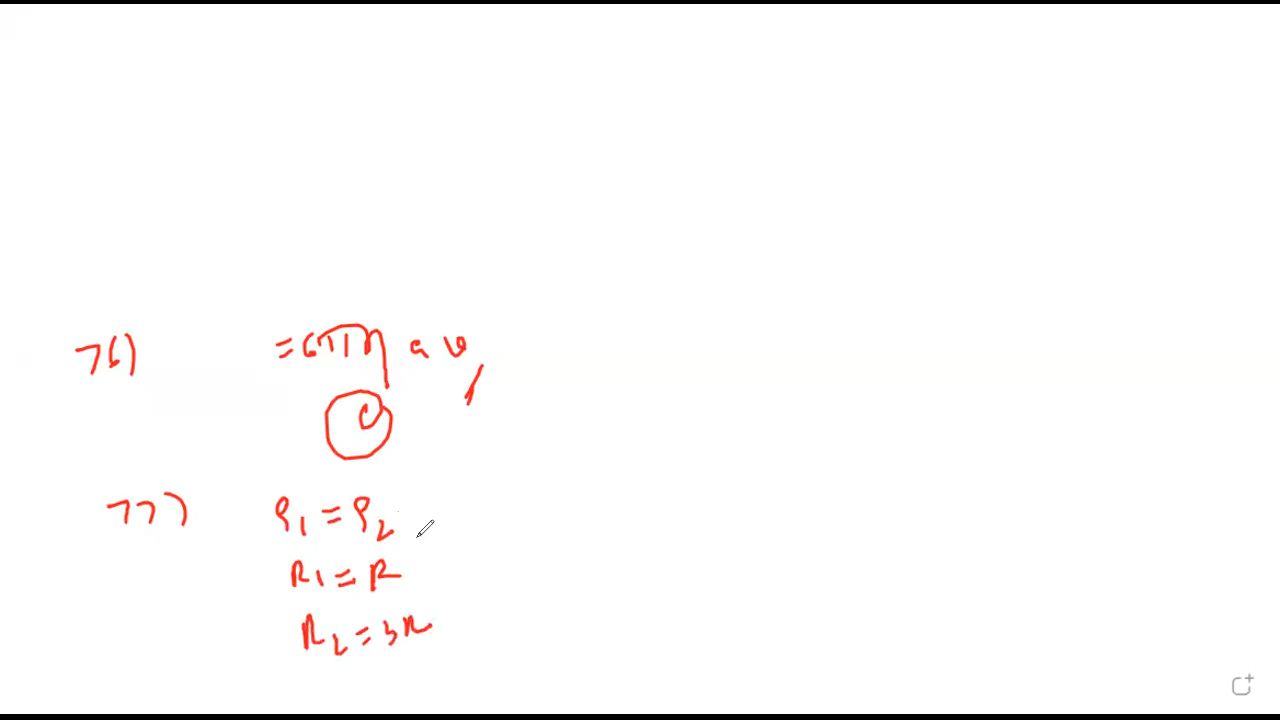 76) = 6πη a v
C
77) ρ1 = ρ2
R1 = R
R2 = 3R